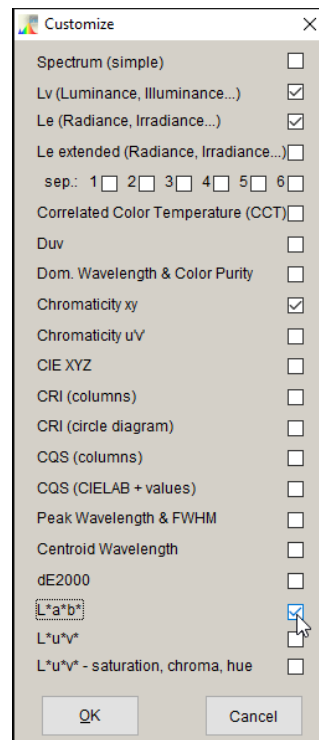 Customize
Spectrum (simple)
Lv (Luminance, Illuminance...)
Le (Radiance, Irradiance...)
Le extended (Radiance, Irradiance...)
sep.: 1 2 3 4 5 6
Correlated Color Temperature (CCT)
Duv
Dom. Wavelength & Color Purity
Chromaticity xy
Chromaticity u'v'
CIE XYZ
CRI (columns)
CRI (circle diagram)
CQS (columns)
CQS (CIELAB + values)
Peak Wavelength & FWHM
Centroid Wavelength
dE2000
L*a*b*
L*u*v*
L*u*v* - saturation, chroma, hue
OK Cancel